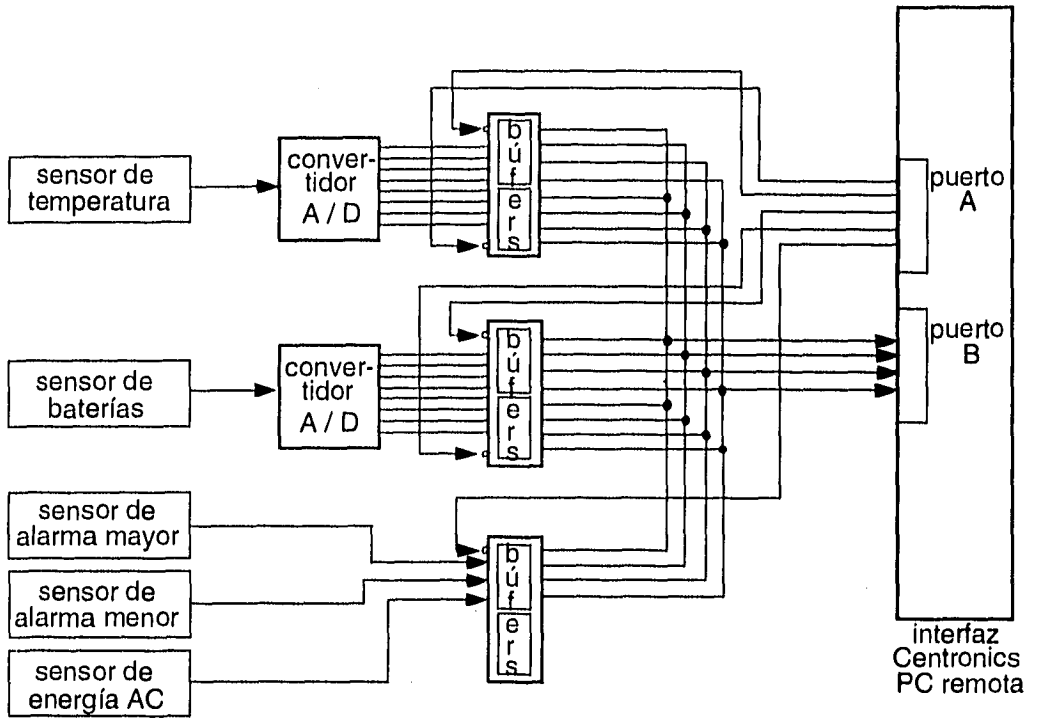 sensor de
temperatura
conver-
tidor
A / D
b
ú
f
e
r
s
puerto
A
sensor de
baterías
conver-
tidor
A / D
b
ú
f
e
r
s
puerto
B
sensor de
alarma mayor
sensor de
alarma menor
sensor de
energía AC
b
ú
f
e
r
s
interfaz
Centronics
PC remota